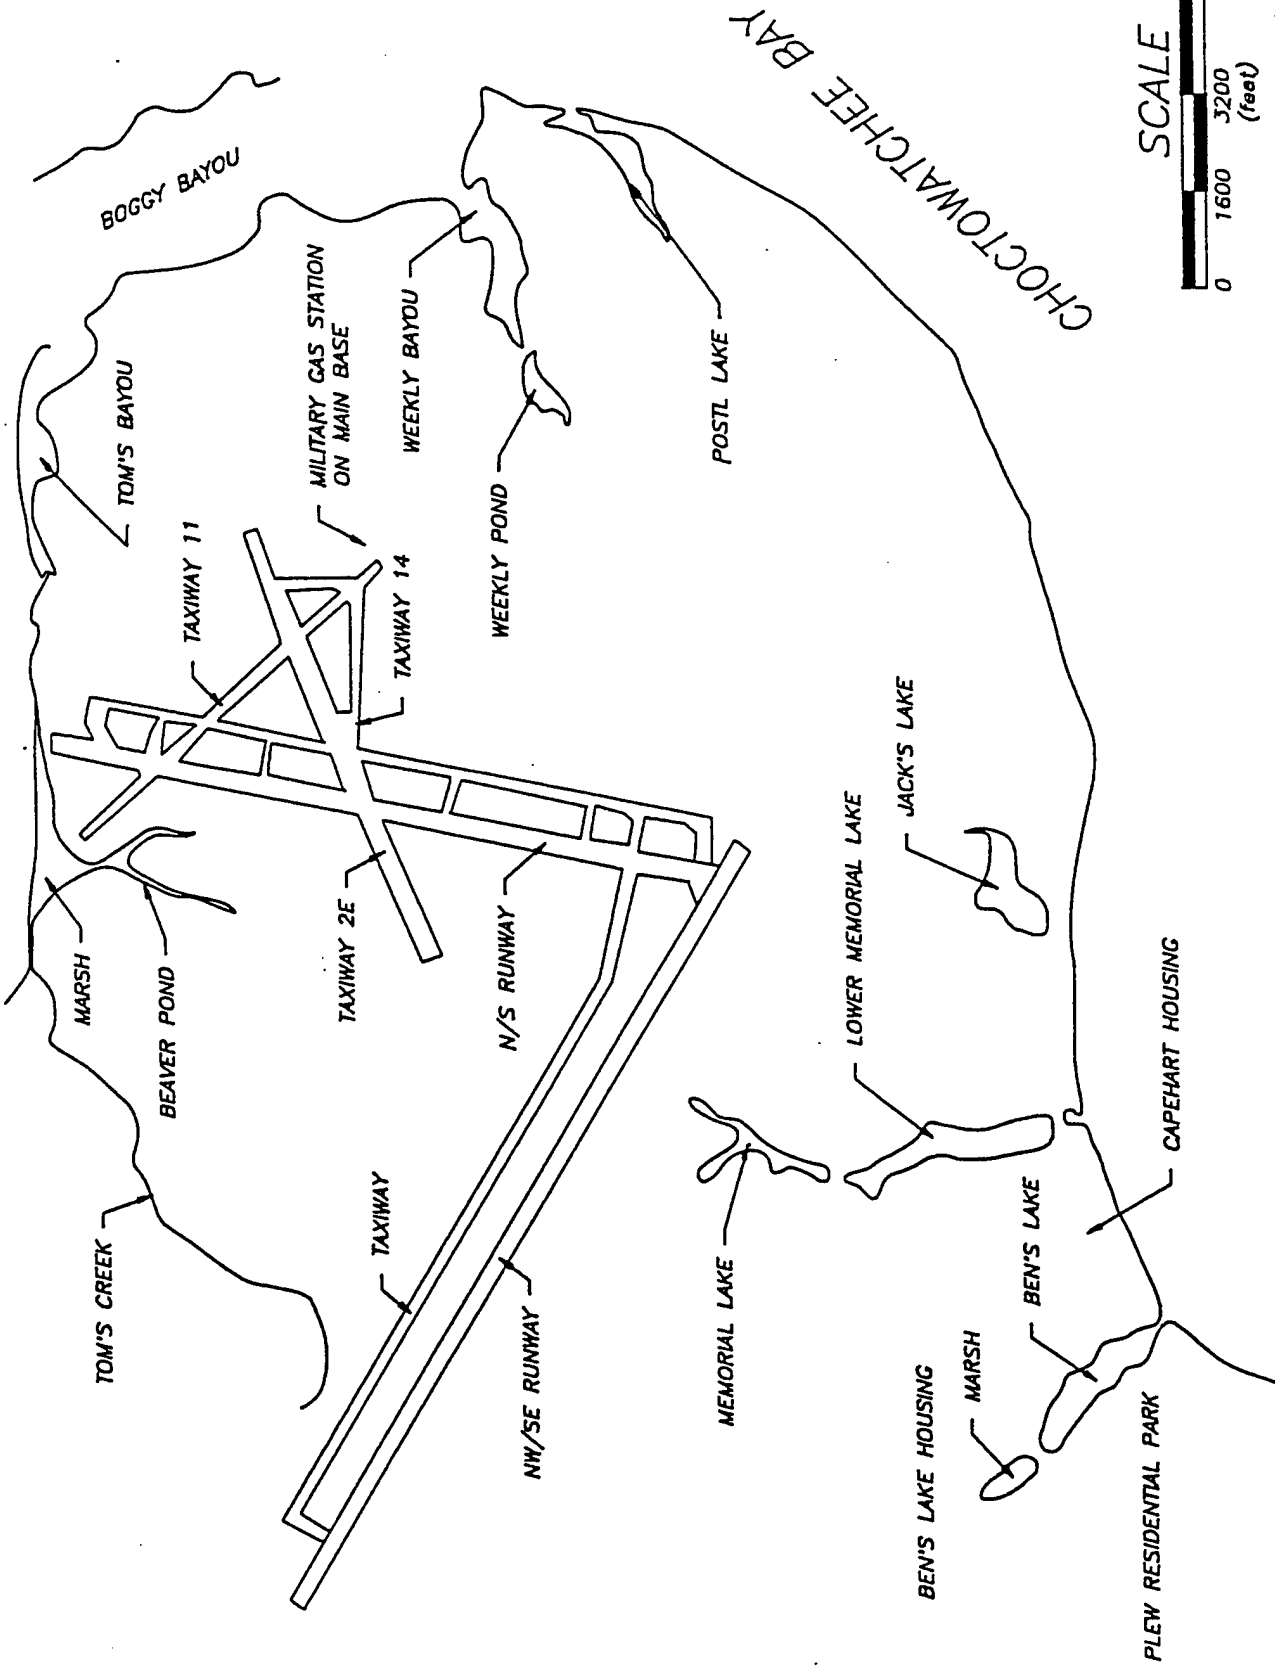 BOGGY BAYOU
TOM'S BAYOU
MILITARY GAS STATION
ON MAIN BASE
WEEKLY BAYOU
WEEKLY POND
POSTL LAKE
CHOCTOWATCHEE BAY
SCALE
0 1600 3200
(feet)
TAXIWAY 11
TAXIWAY 14
MARSH
BEAVER POND
TAXIWAY 2E
N/S RUNWAY
LOWER MEMORIAL LAKE
JACK'S LAKE
TOM'S CREEK
TAXIWAY
NW/SE RUNWAY
MEMORIAL LAKE
BEN'S LAKE
CAPEHART HOUSING
BEN'S LAKE HOUSING
MARSH
PLEW RESIDENTIAL PARK